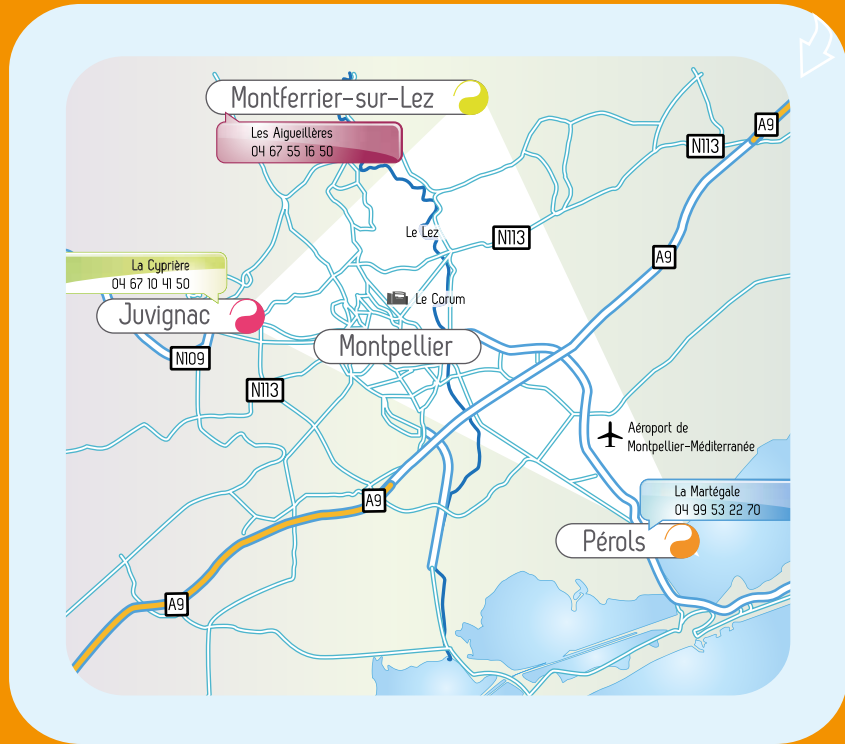 Montferrier-sur-Lez
Les Aigueillères
04 67 55 16 50
A9
N113
Le Lez
N113
A9
La Cyprière
04 67 10 41 50
Le Corum
Juvignac
Montpellier
N109
N113
Aéroport de
Montpellier-Méditerranée
A9
La Martégale
04 99 53 22 70
Pérols
A9